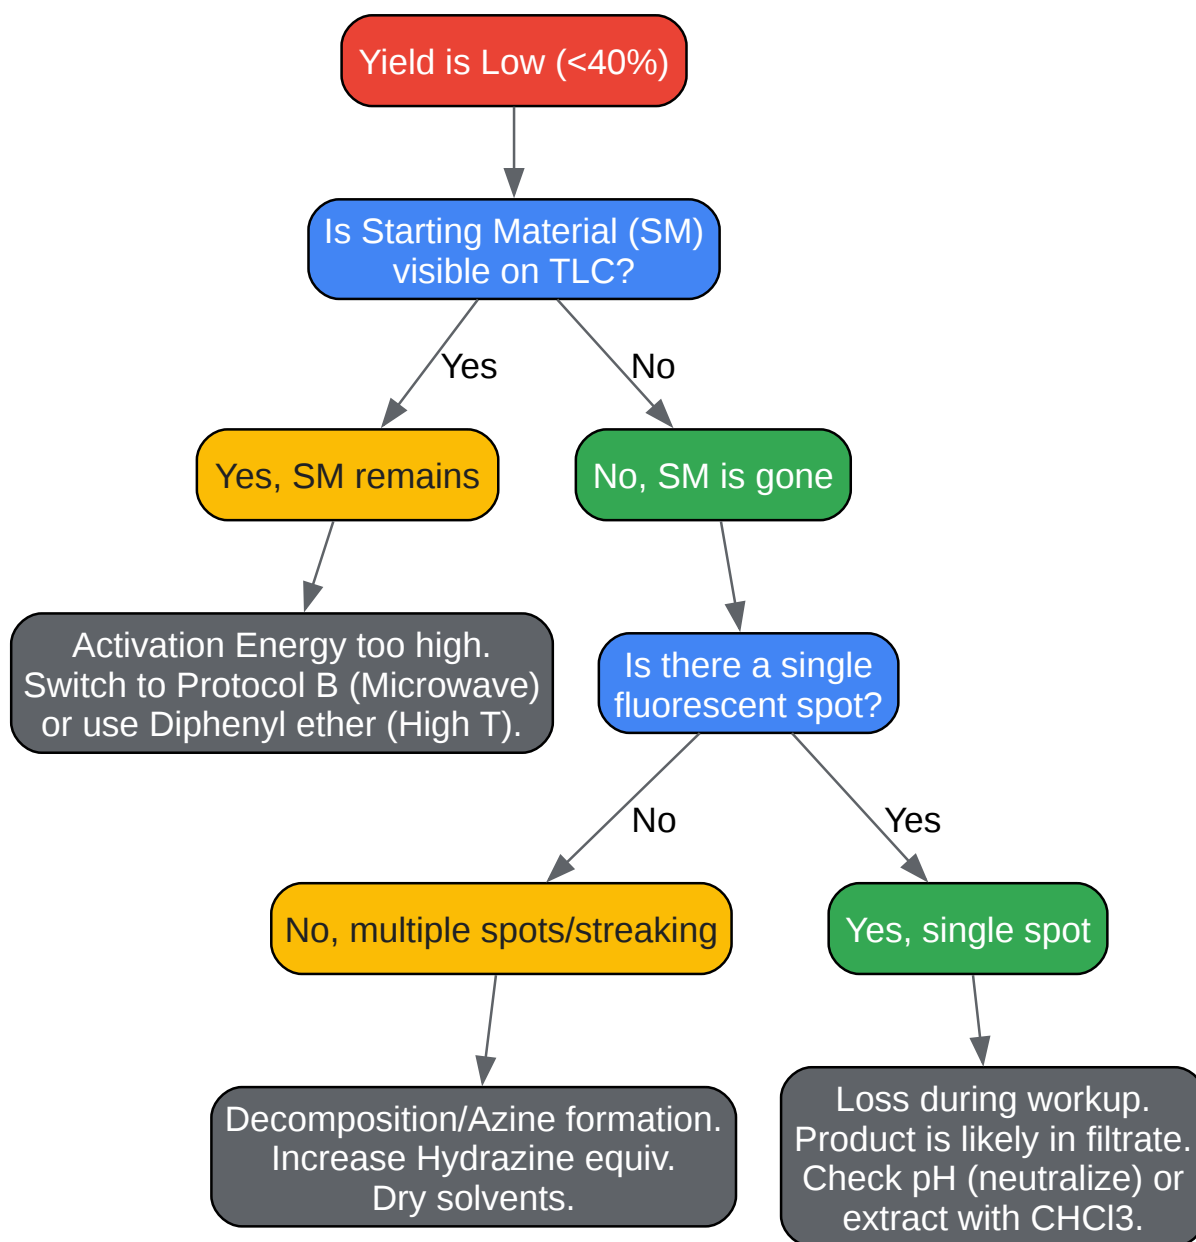 Yield is Low (<40%)
Is Starting Material (SM)
visible on TLC?
Yes
No
Yes, SM remains
No, SM is gone
Activation Energy too high.
Switch to Protocol B (Microwave)
or use Diphenyl ether (High T).
Is there a single
fluorescent spot?
No
Yes
No, multiple spots/streaking
Yes, single spot
Decomposition/Azine formation.
Increase Hydrazine equiv.
Dry solvents.
Loss during workup.
Product is likely in filtrate.
Check pH (neutralize) or
extract with CHCl3.